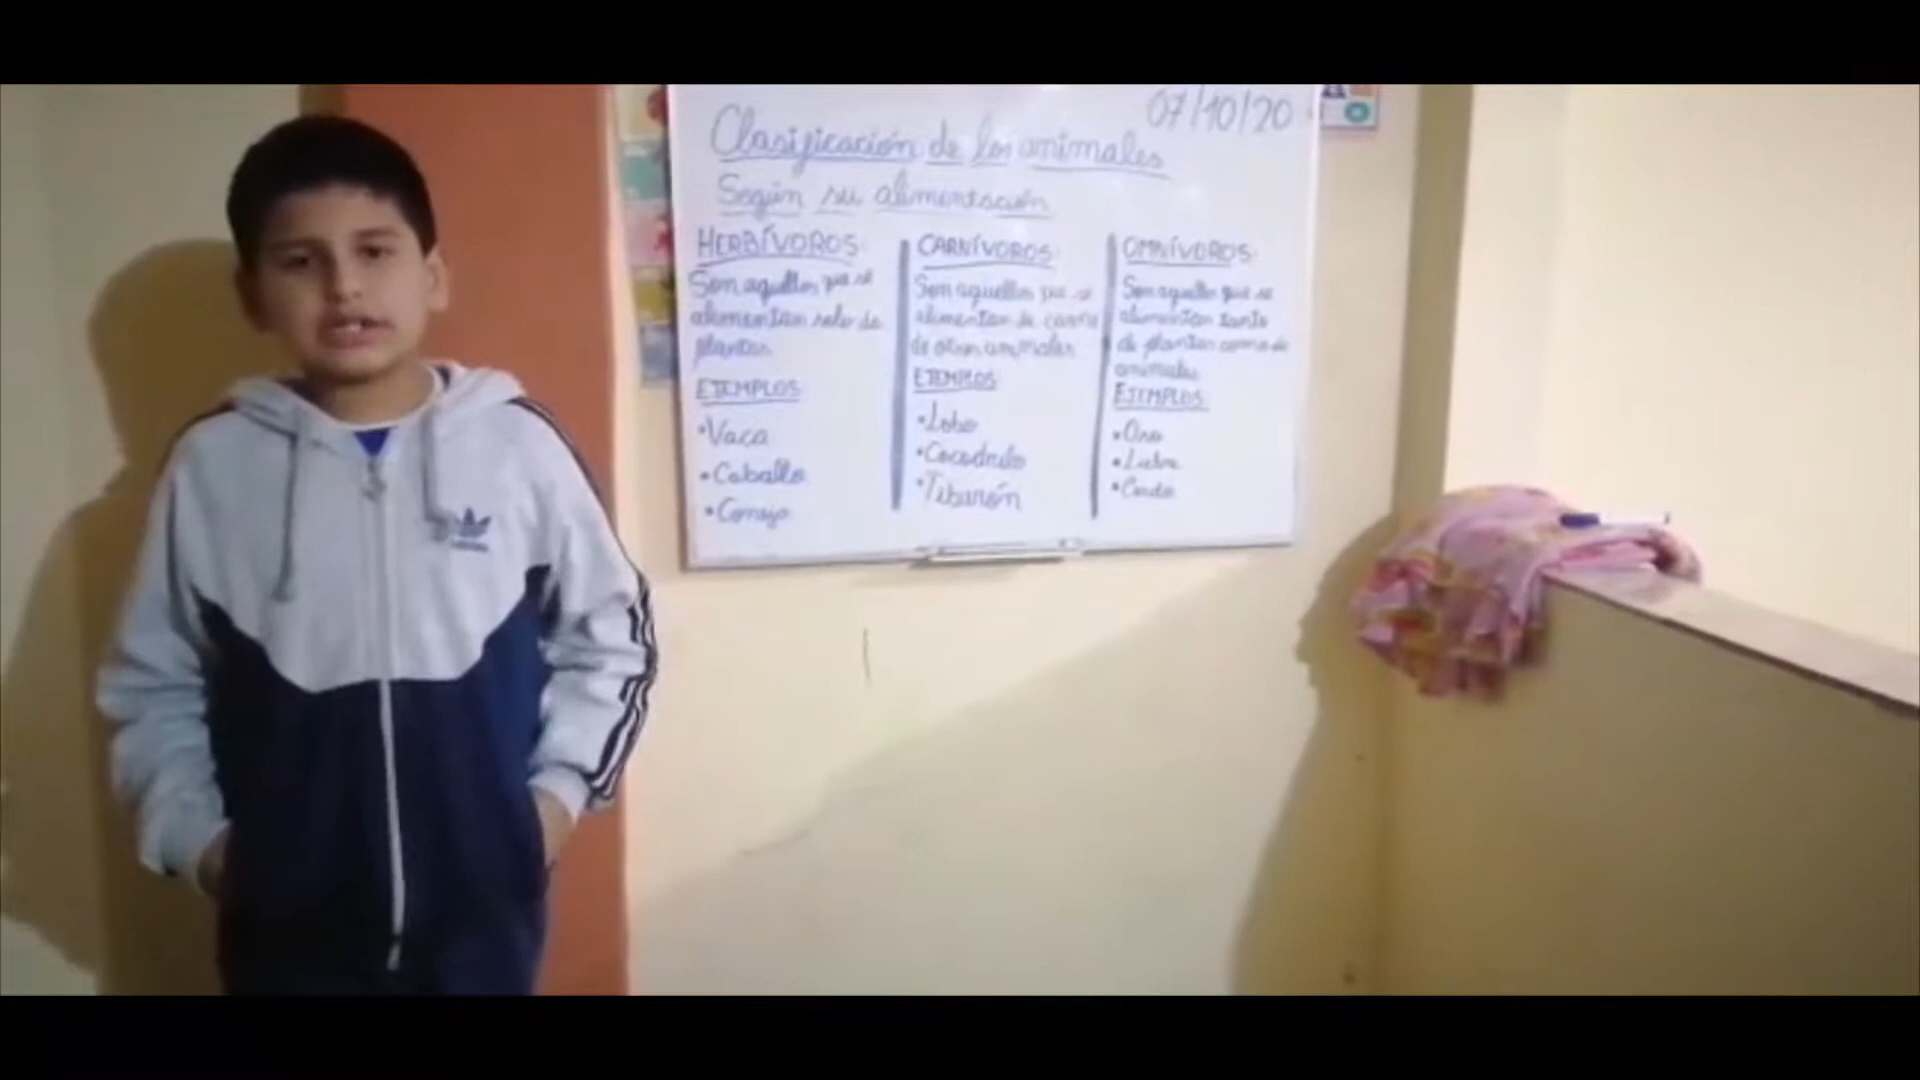 07/10/20
Clasificación de los animales
Según su alimentación
HERBÍVOROS:
Son aquellos que se
alimentan solo de
plantas
EJEMPLOS
• Vaca
• Caballo
• Conejo
CARNÍVOROS:
Son aquellos que se
alimentan de carne
de otros animales
EJEMPLOS
• Lobo
• Cocodrilo
• Tiburón
OMNÍVOROS:
Son aquellos que se
alimentan tanto
de plantas como de
animales
EJEMPLOS:
• Oso
• Cerdo